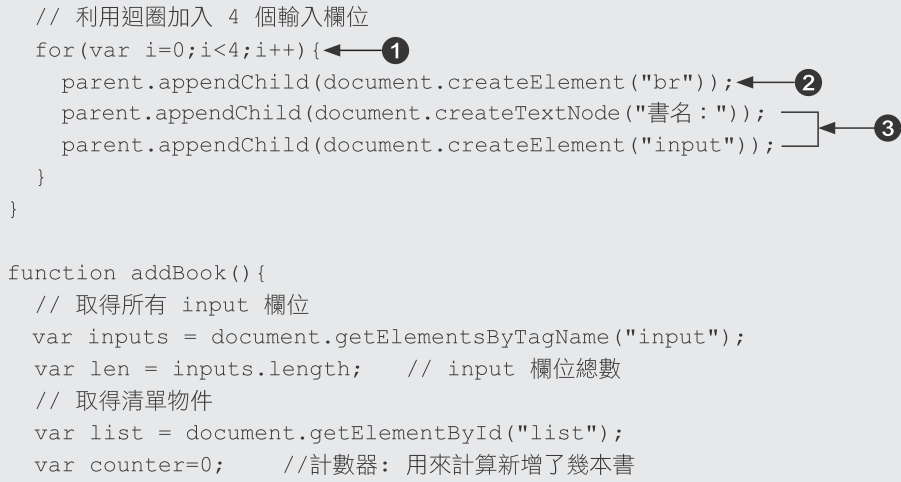 // 利用迴圈加入 4 個輸入欄位
for(var i=0;i<4;i++){ 1
parent.appendChild(document.createElement("br")); 2
parent.appendChild(document.createTextNode("書名：")); 3
parent.appendChild(document.createElement("input"));
}
}
function addBook(){
// 取得所有 input 欄位
var inputs = document.getElementsByTagName("input");
var len = inputs.length; // input 欄位總數
// 取得清單物件
var list = document.getElementById("list");
var counter=0; //計數器: 用來計算新增了幾本書